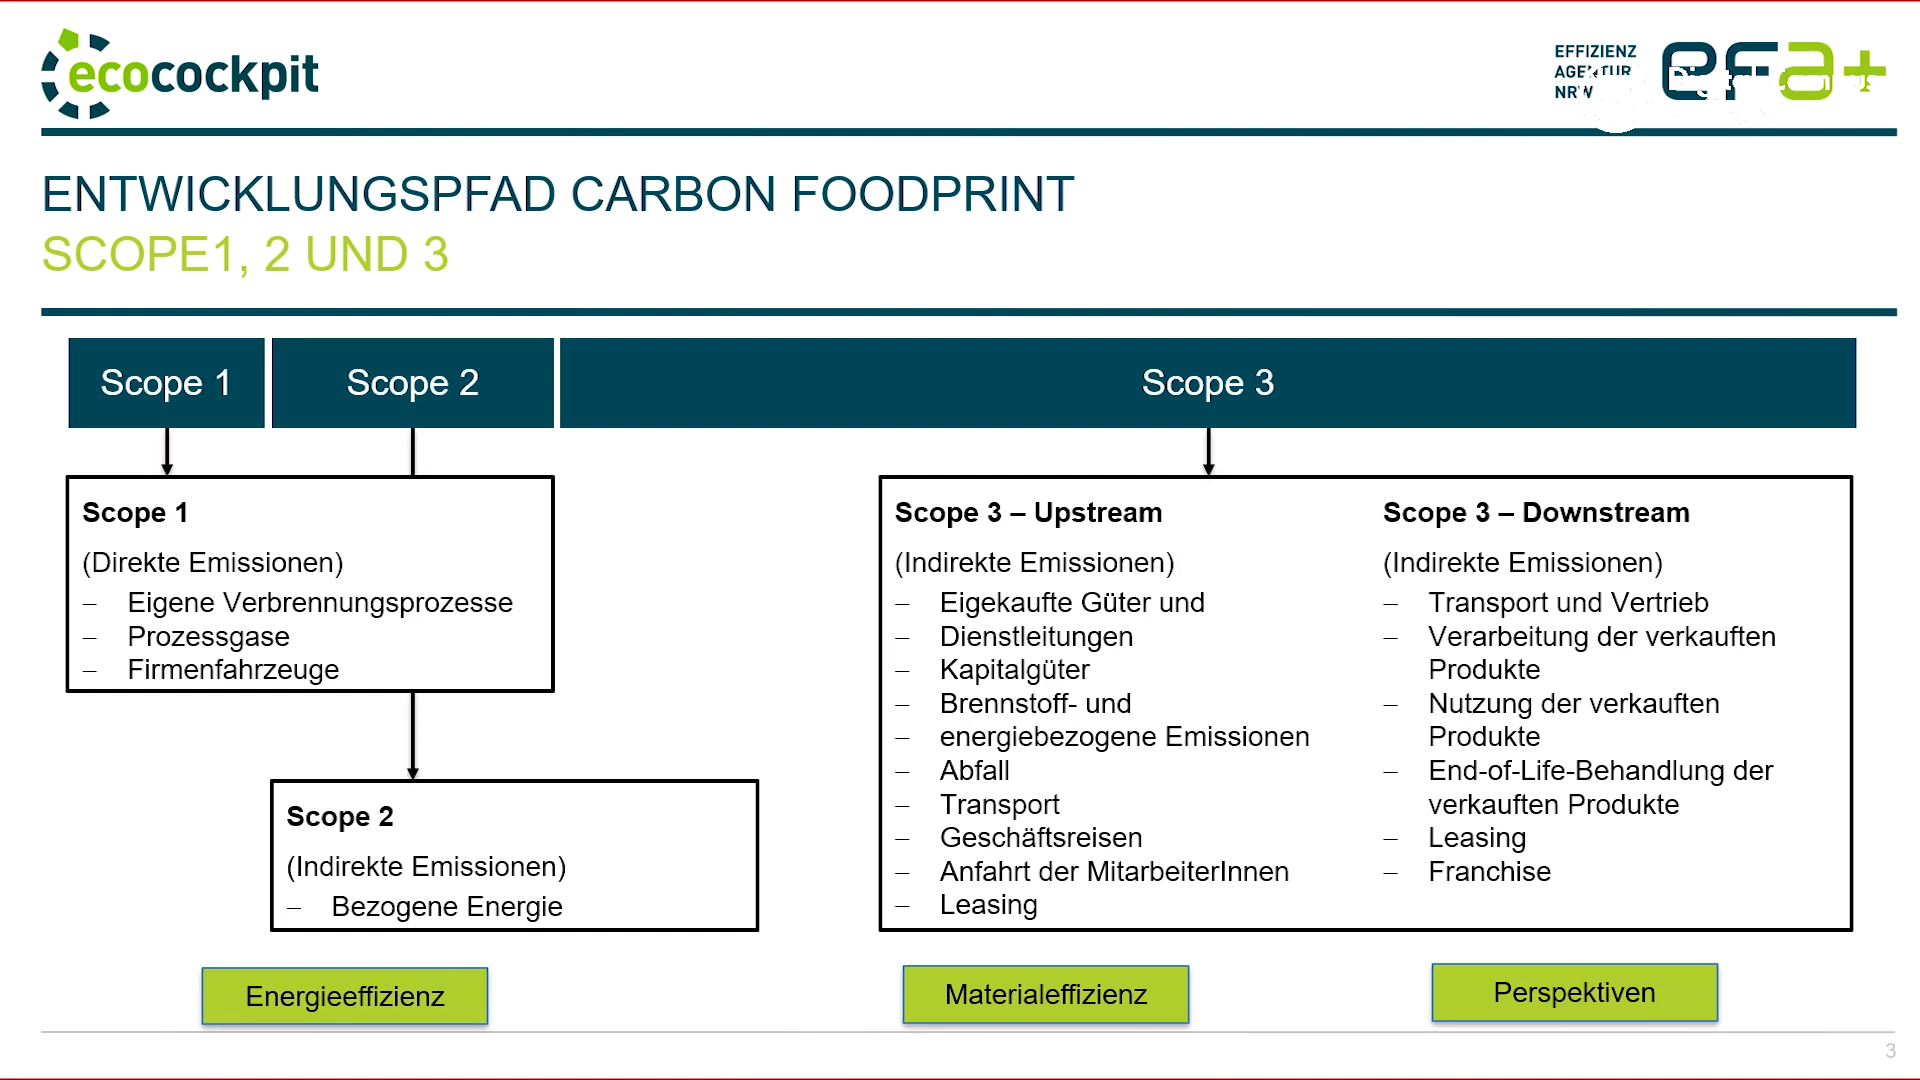 ecocockpit
EFFIZIENZ
AGENTUR
NRW
efa+
ENTWICKLUNGSPFAD CARBON FOODPRINT
SCOPE1, 2 UND 3
Scope 1
Scope 2
Scope 3
Scope 1
(Direkte Emissionen)
– Eigene Verbrennungsprozesse
– Prozessgase
– Firmenfahrzeuge
Scope 2
(Indirekte Emissionen)
– Bezogene Energie
Scope 3 – Upstream
(Indirekte Emissionen)
– Eigekaufte Güter und
– Dienstleitungen
– Kapitalgüter
– Brennstoff- und
– energiebezogene Emissionen
– Abfall
– Transport
– Geschäftsreisen
– Anfahrt der MitarbeiterInnen
– Leasing
Scope 3 – Downstream
(Indirekte Emissionen)
– Transport und Vertrieb
– Verarbeitung der verkauften
Produkte
– Nutzung der verkauften
Produkte
– End-of-Life-Behandlung der
verkauften Produkte
– Leasing
– Franchise
Energieeffizienz
Materialeffizienz
Perspektiven
3